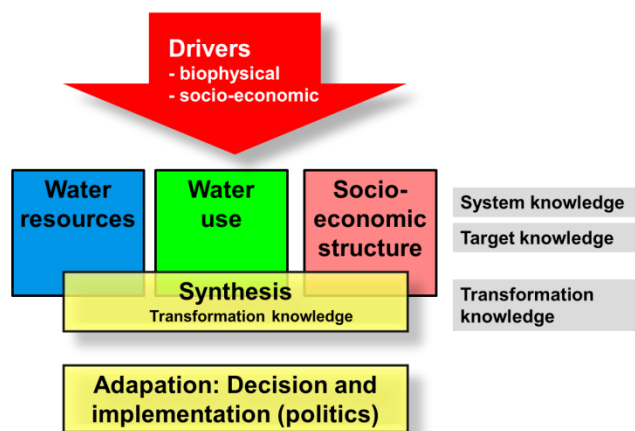 Drivers
- biophysical
- socio-economic
Water
resources
Water
use
Socio-
economic
structure
System knowledge
Target knowledge
Synthesis
Transformation knowledge
Transformation
knowledge
Adapation: Decision and
implementation (politics)